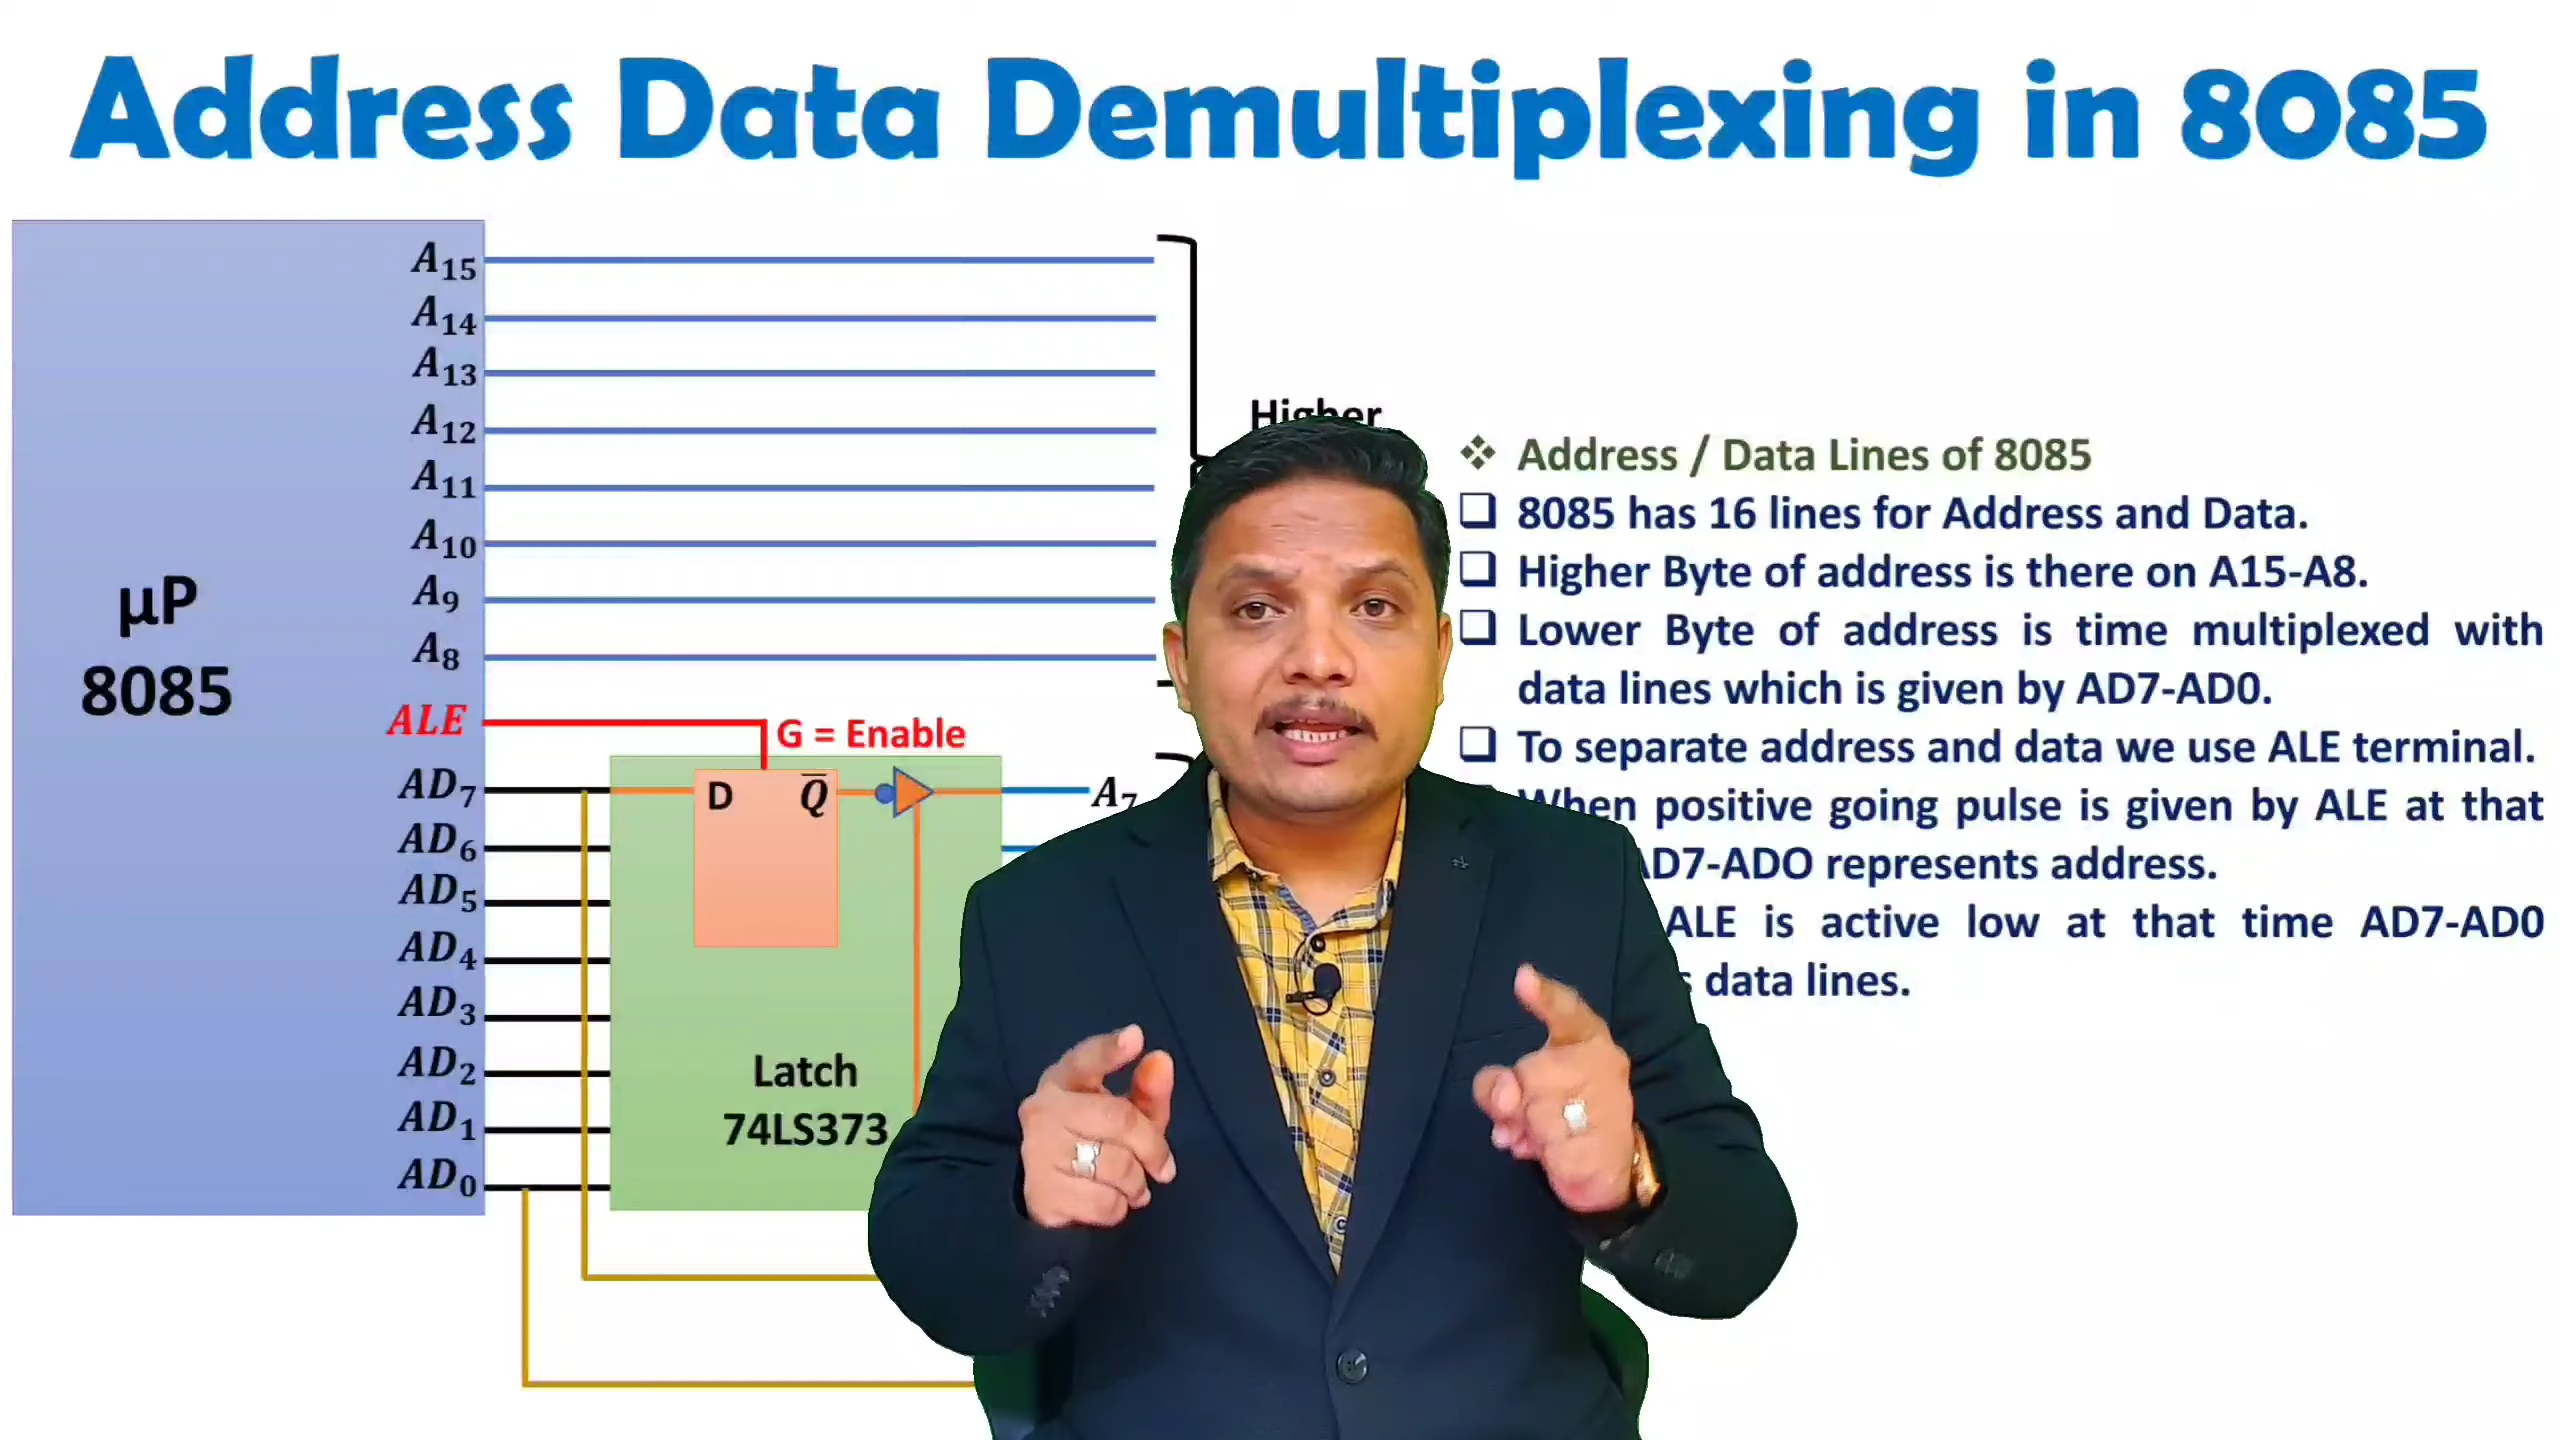 Address Data Demultiplexing in 8085
A15
A14
A13
A12
A11
A10
A9
A8
ALE
AD7
AD6
AD5
AD4
AD3
AD2
AD1
AD0
µP
8085
G = Enable
D Q̅
A7
Latch
74LS373
Higher
❖ Address / Data Lines of 8085
❑ 8085 has 16 lines for Address and Data.
❑ Higher Byte of address is there on A15-A8.
❑ Lower Byte of address is time multiplexed with
data lines which is given by AD7-AD0.
❑ To separate address and data we use ALE terminal.
When positive going pulse is given by ALE at that
AD7-ADO represents address.
ALE is active low at that time AD7-AD0
data lines.